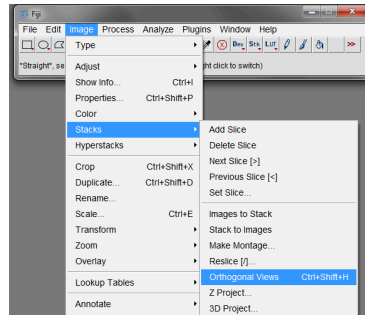 Fiji
File Edit Image Process Analyze Plugins Window Help
Dev Stk LUT >>
*Straight*, se
ght click to switch)
Type
Adjust
Show Info... Ctrl+I
Properties... Ctrl+Shift+P
Color
Stacks
Hyperstacks
Crop Ctrl+Shift+X
Duplicate... Ctrl+Shift+D
Rename...
Scale... Ctrl+E
Transform
Zoom
Overlay
Lookup Tables
Annotate
Add Slice
Delete Slice
Next Slice [>]
Previous Slice [<]
Set Slice...
Images to Stack
Stack to Images
Make Montage...
Reslice [/]...
Orthogonal Views Ctrl+Shift+H
Z Project...
3D Project...